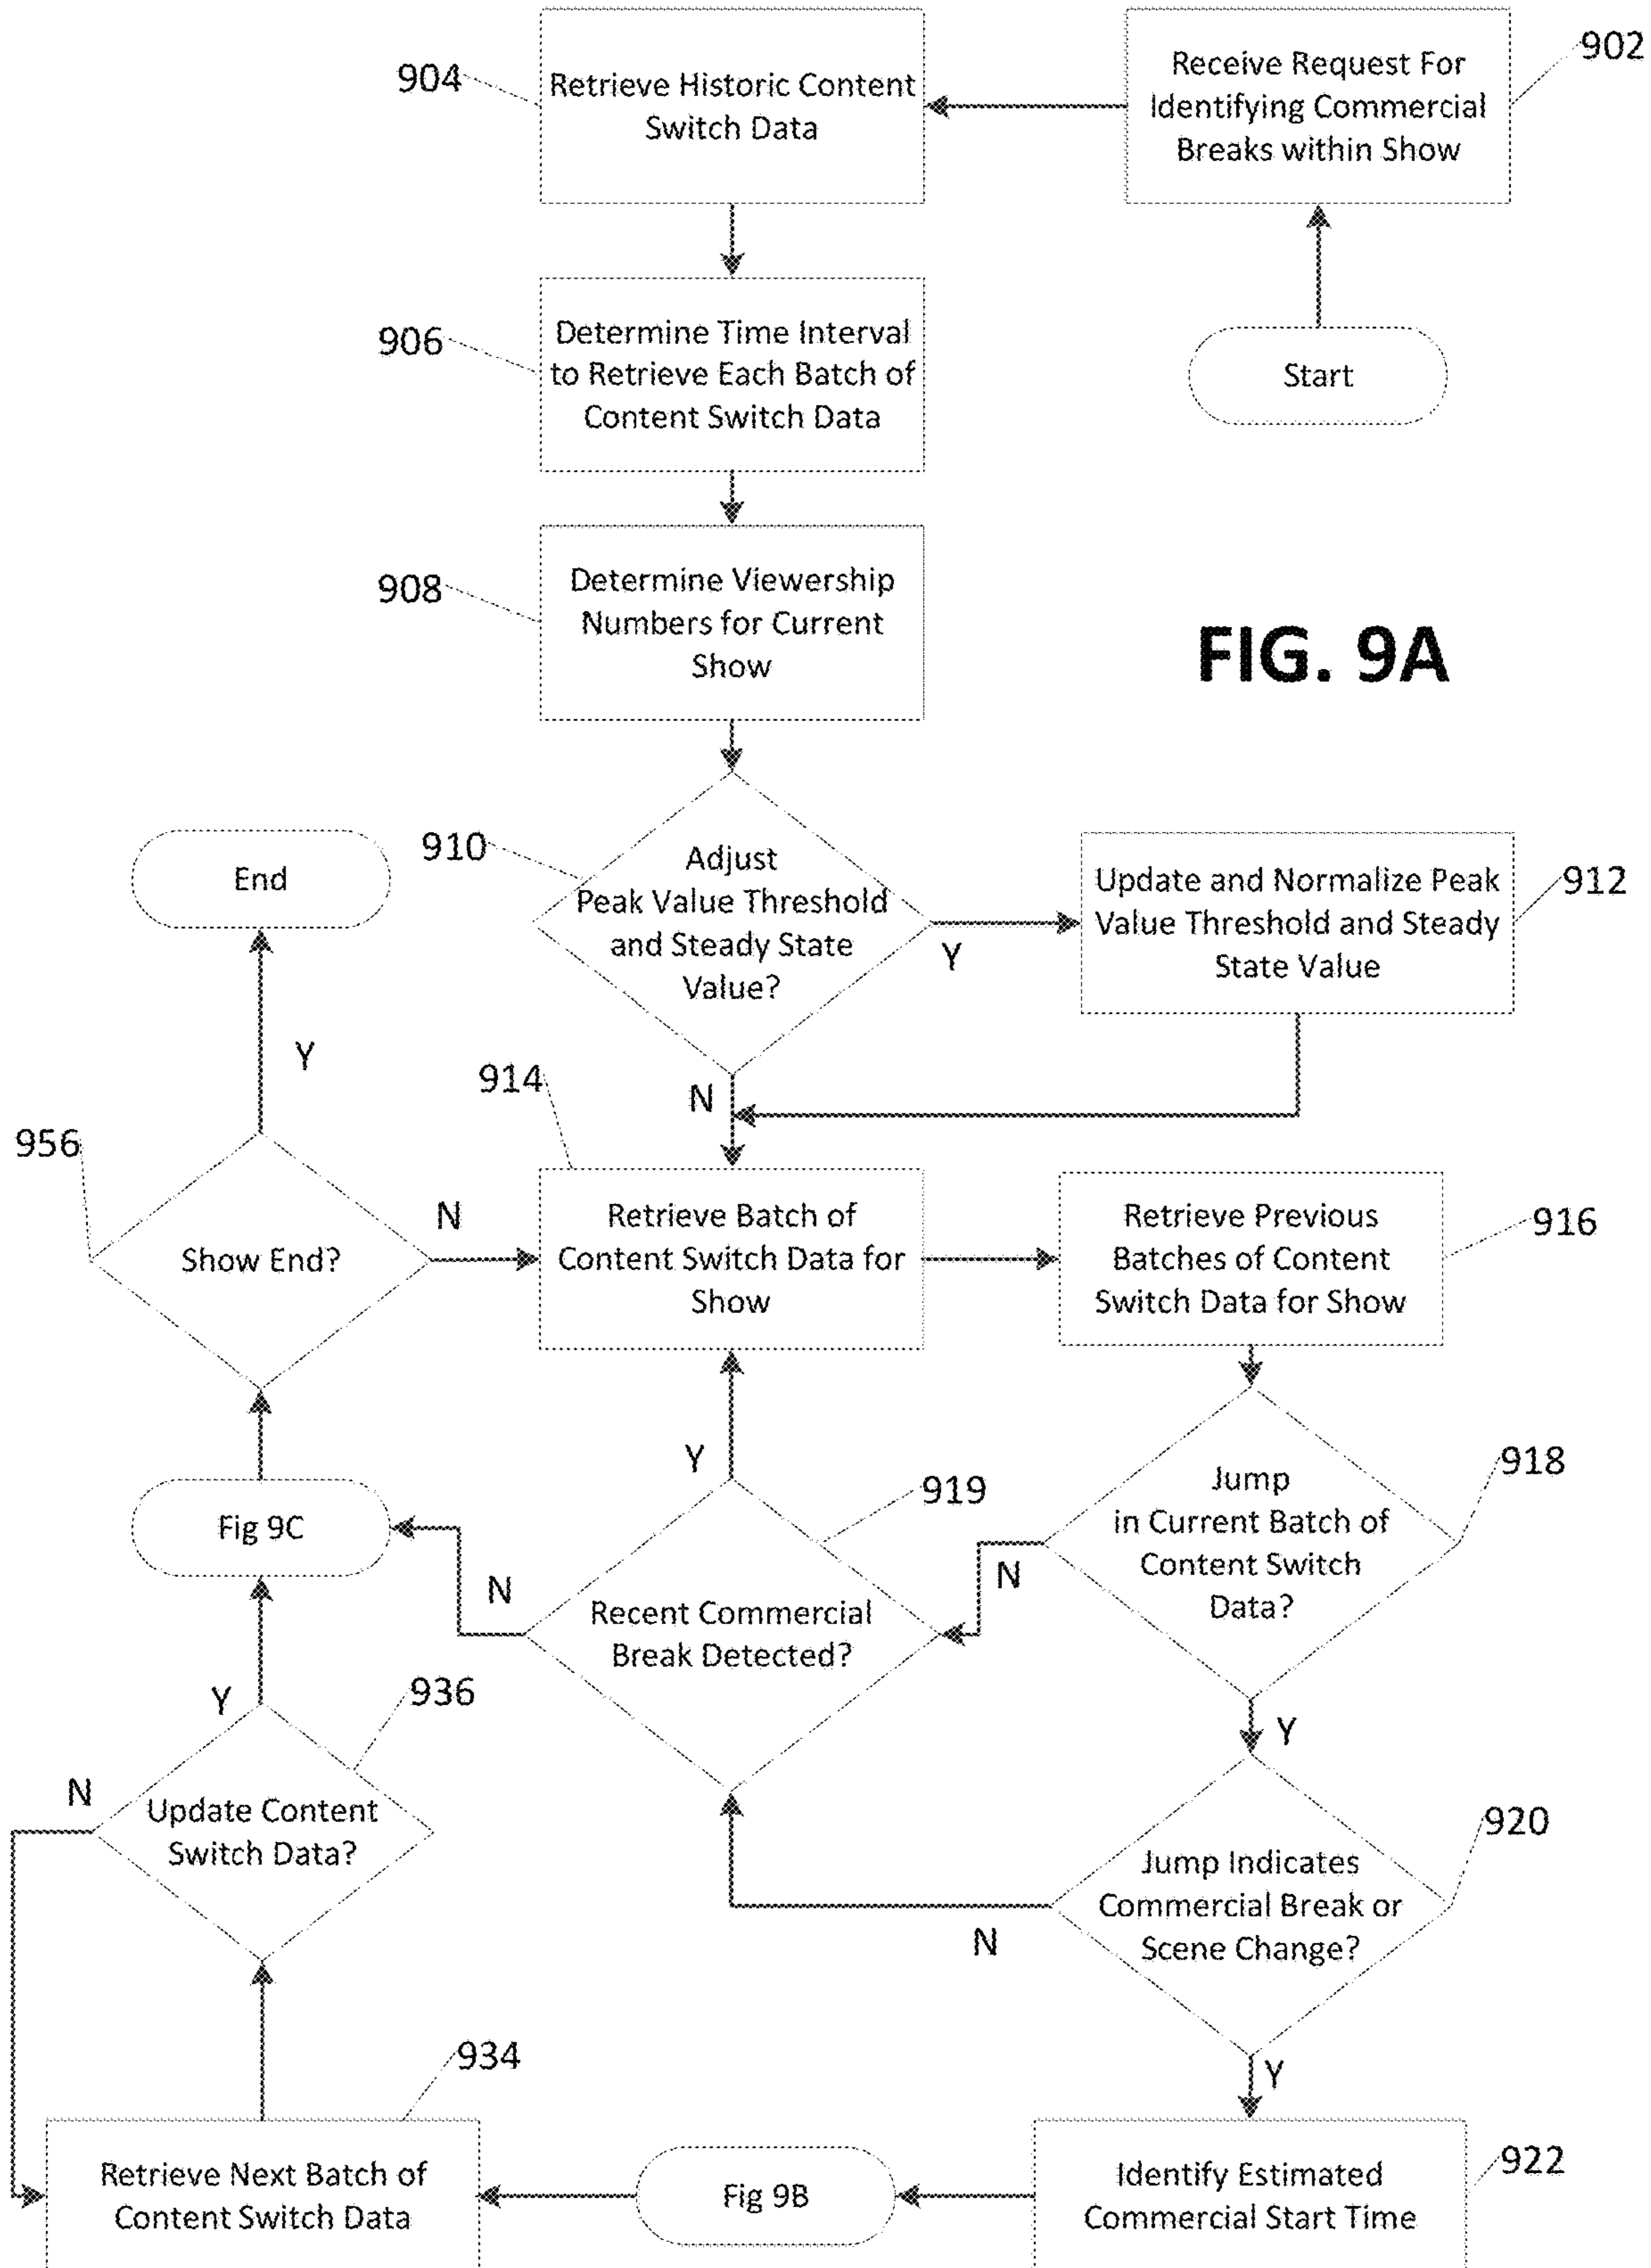 902
Receive Request For
Identifying Commercial
Breaks within Show
904
Retrieve Historic Content
Switch Data
906
Determine Time Interval
to Retrieve Each Batch of
Content Switch Data
Start
908
Determine Viewership
Numbers for Current
Show
FIG. 9A
910
Adjust
Peak Value Threshold
and Steady State
Value?
Y
N
912
Update and Normalize Peak
Value Threshold and Steady
State Value
End
Y
956
Show End?
N
914
Retrieve Batch of
Content Switch Data for
Show
916
Retrieve Previous
Batches of Content
Switch Data for Show
918
Jump
in Current Batch of
Content Switch
Data?
N
Y
919
Recent Commercial
Break Detected?
Y
N
Fig 9C
920
Jump Indicates
Commercial Break or
Scene Change?
N
Y
936
Update Content
Switch Data?
Y
N
934
Retrieve Next Batch of
Content Switch Data
Fig 9B
922
Identify Estimated
Commercial Start Time